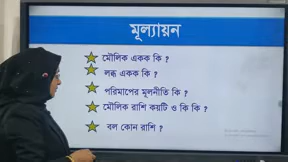 মূল্যায়ন
মৌলিক একক কি ?
লব্ধ একক কি ?
পরিমাপের মূলনীতি কি ?
মৌলিক রাশি কয়টি ও কি কি ?
বল কোন রাশি ?